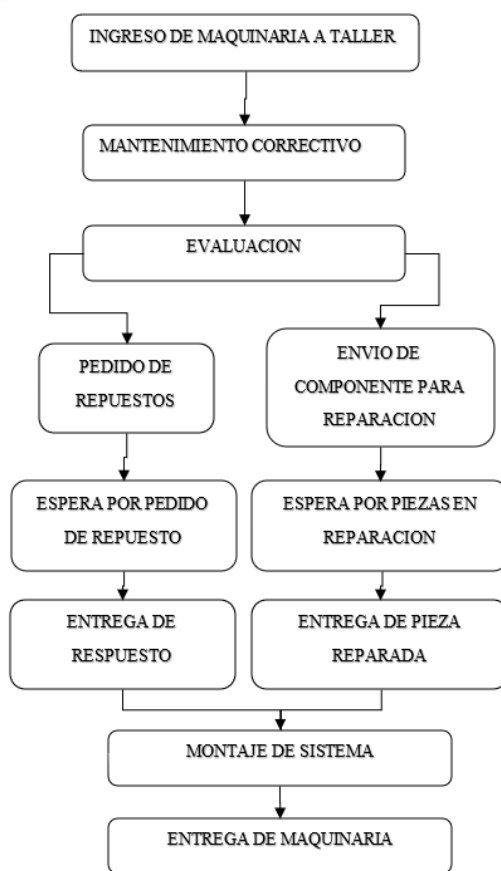 INGRESO DE MAQUINARIA A TALLER
MANTENIMIENTO CORRECTIVO
EVALUACION
PEDIDO DE
REPUESTOS
ENVIO DE
COMPONENTE PARA
REPARACION
ESPERA POR PEDIDO
DE REPUESTO
ESPERA POR PIEZAS EN
REPARACION
ENTREGA DE
RESPUESTO
ENTREGA DE PIEZA
REPARADA
MONTAJE DE SISTEMA
ENTREGA DE MAQUINARIA